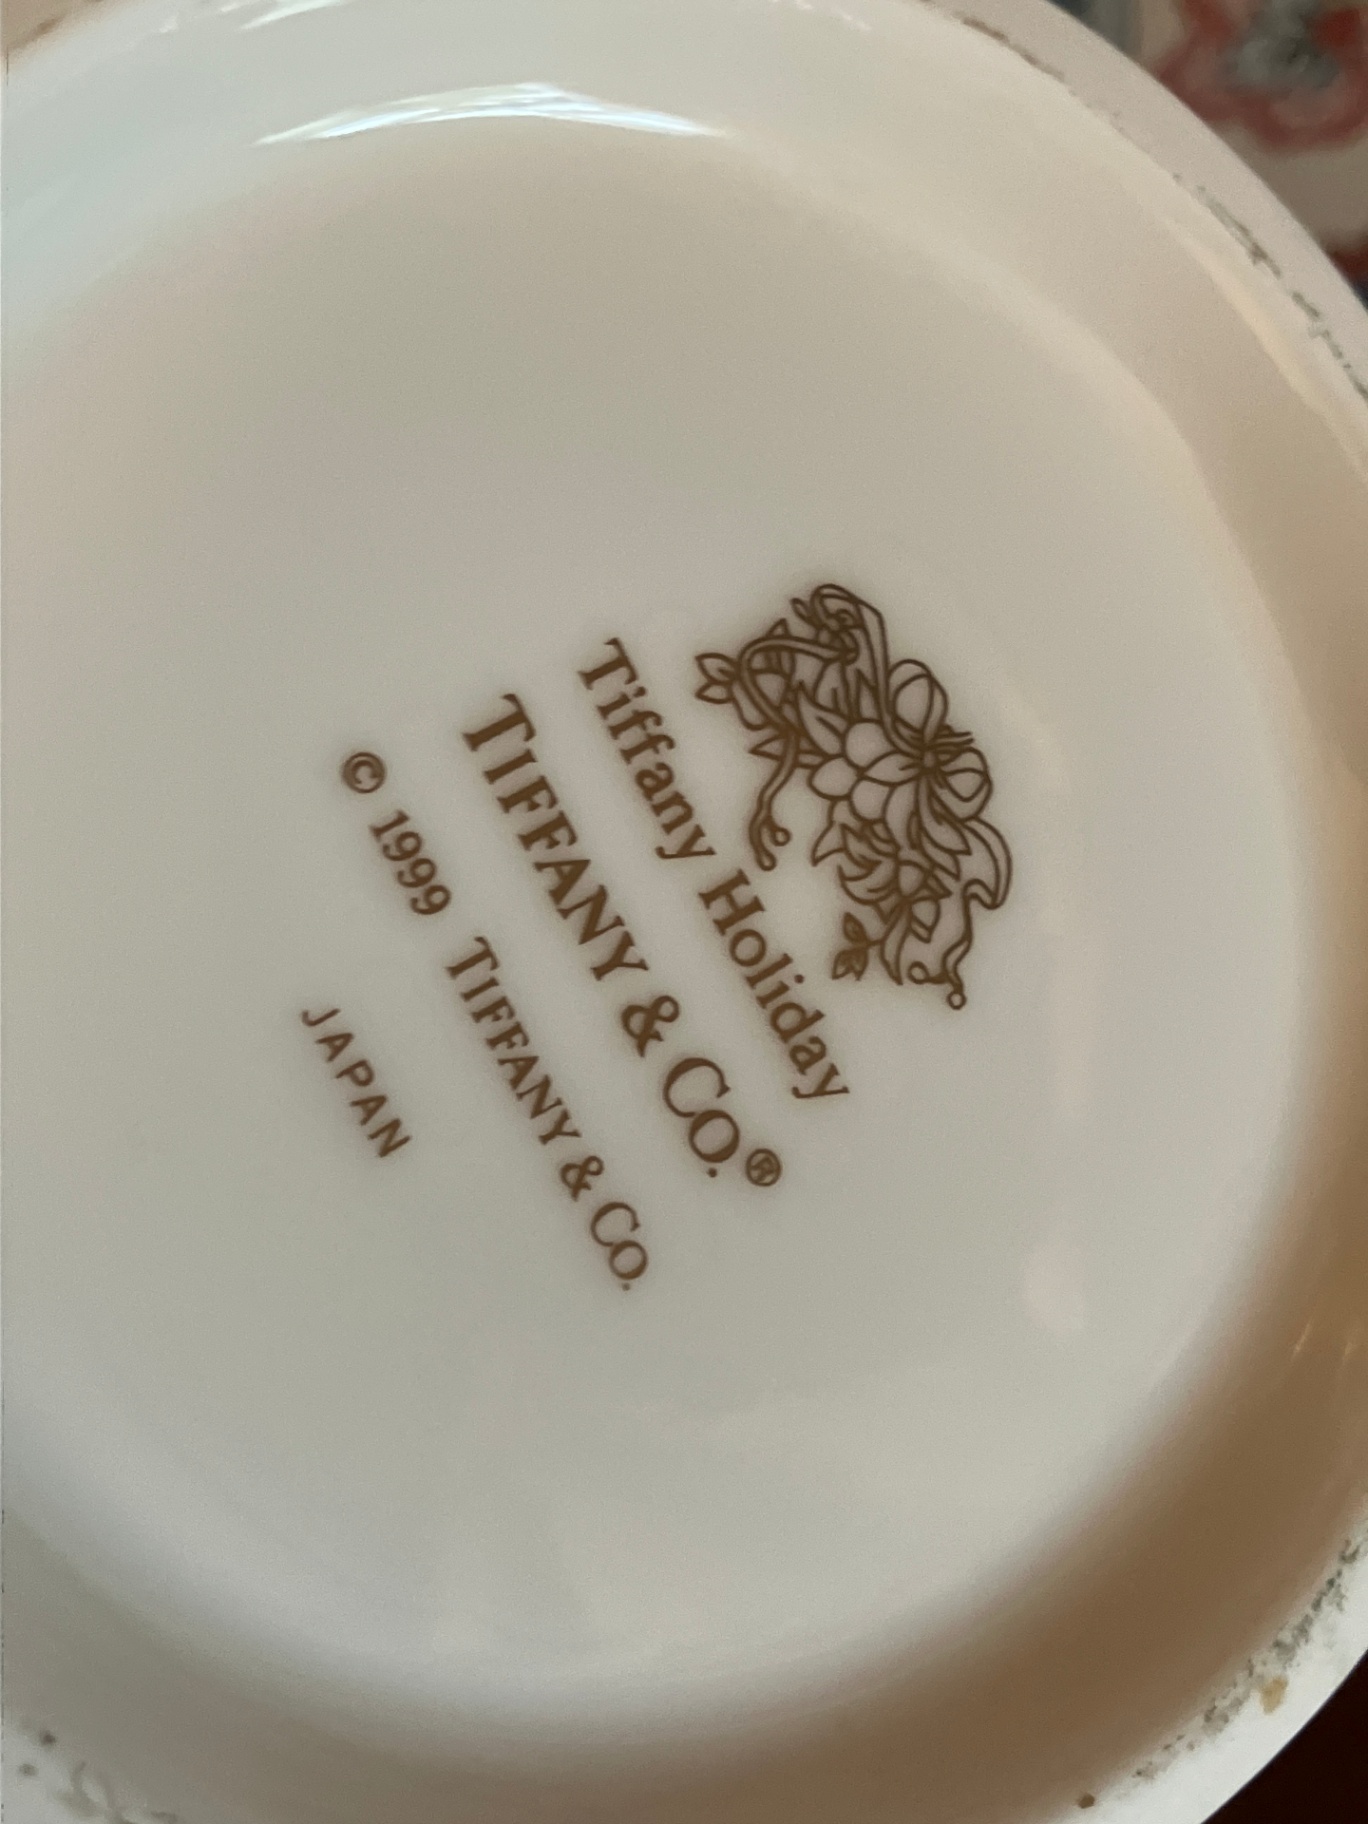 Tiffany Holiday
TIFFANY & CO.®
© 1999 TIFFANY & CO.
JAPAN